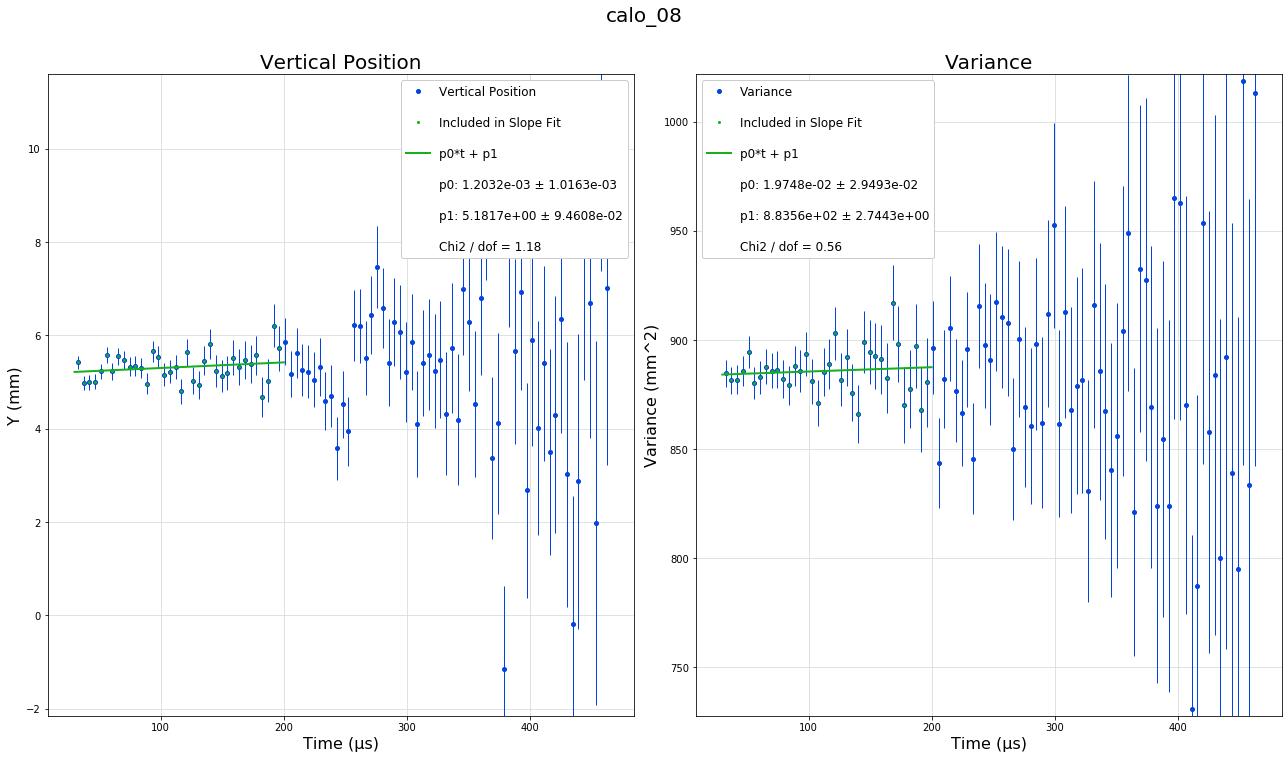 calo_08
Vertical Position
Vertical Position
Included in Slope Fit
p0*t + p1
p0: 1.2032e-03 ± 1.0163e-03
p1: 5.1817e+00 ± 9.4608e-02
Chi2 / dof = 1.18
Y (mm)
10
8
6
4
2
0
−2
100
200
300
400
Time (µs)
Variance
Variance
Included in Slope Fit
p0*t + p1
p0: 1.9748e-02 ± 2.9493e-02
p1: 8.8356e+02 ± 2.7443e+00
Chi2 / dof = 0.56
Variance (mm^2)
1000
950
900
850
800
750
100
200
300
400
Time (µs)